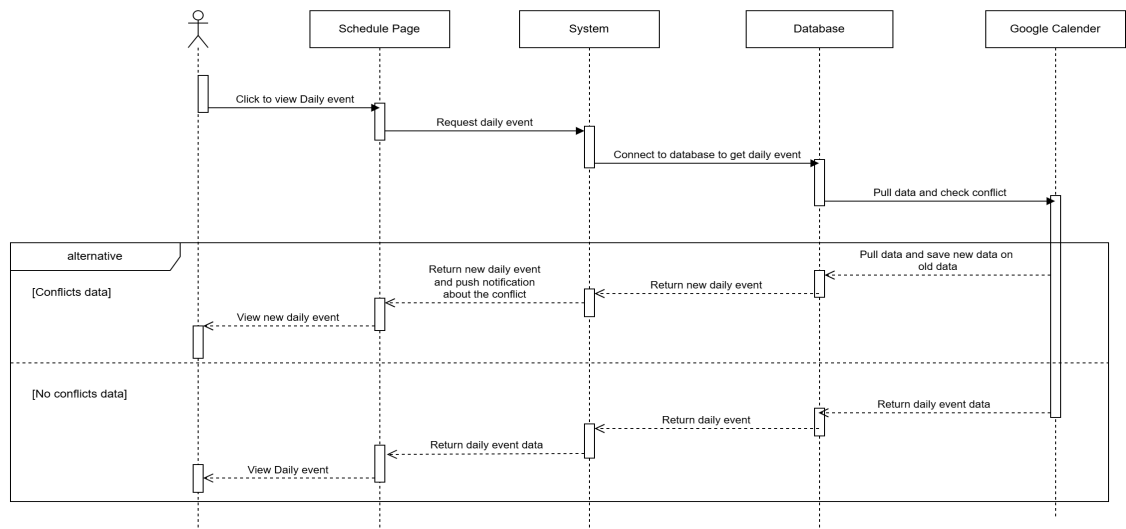 Schedule Page
System
Database
Google Calender
Click to view Daily event
Request daily event
Connect to database to get daily event
Pull data and check conflict
alternative
[Conflicts data]
Pull data and save new data on
old data
Return new daily event
Return new daily event
and push notification
about the conflict
View new daily event
[No conflicts data]
Return daily event data
Return daily event
Return daily event data
View Daily event